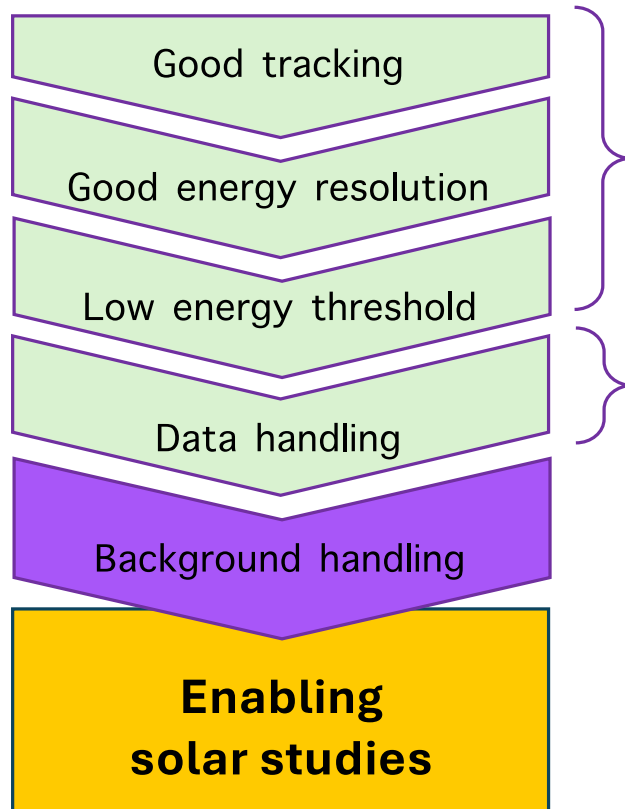 Good tracking
Good energy resolution
Low energy threshold
Data handling
Background handling
Enabling
solar studies